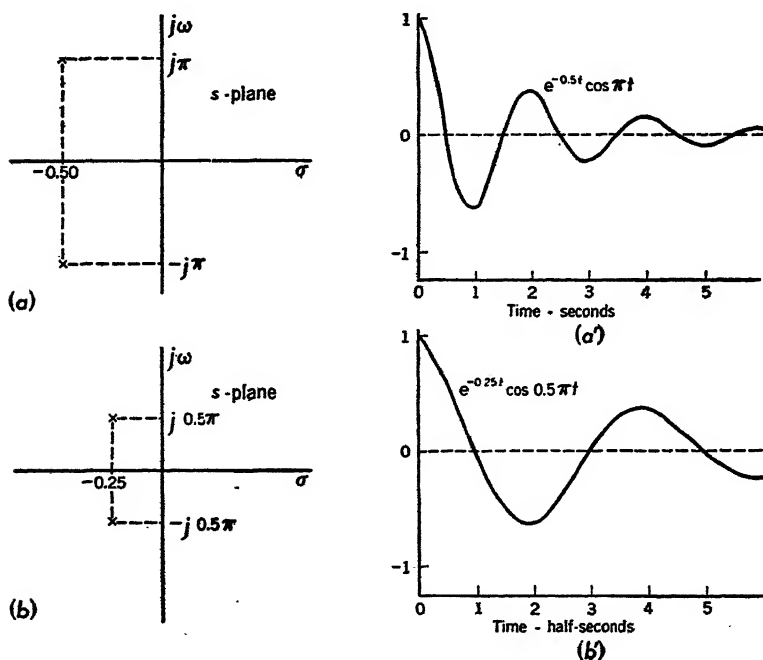 jω
jπ
s-plane
-0.50
σ
-jπ
(a)
1
e^{-0.5t} cos πt
0
-1
0 1 2 3 4 5
Time - seconds
(a')
jω
s-plane
j 0.5π
-0.25
σ
-j 0.5π
(b)
1
e^{-0.25t} cos 0.5πt
0
-1
0 1 2 3 4 5 6
Time - half-seconds
(b')